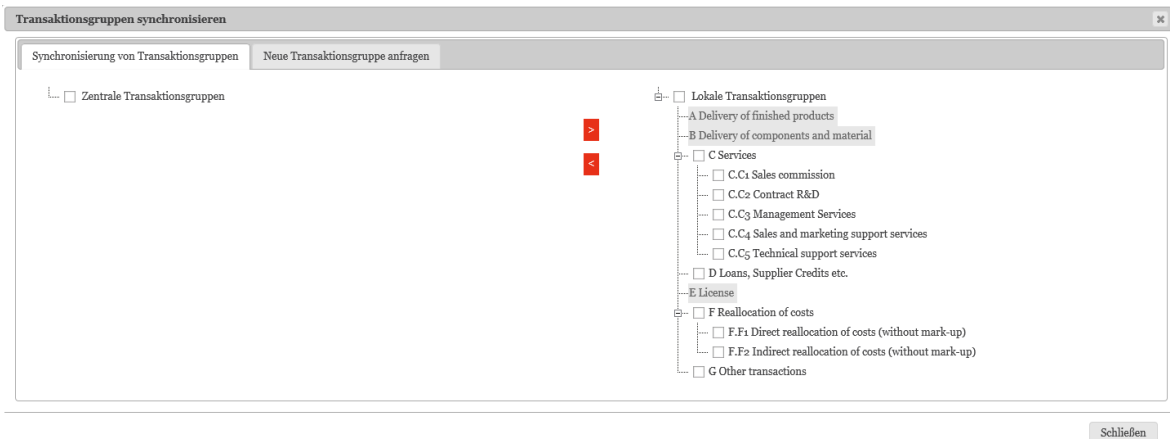 Transaktionsgruppen synchronisieren
Synchronisierung von Transaktionsgruppen
Neue Transaktionsgruppe anfragen
Zentrale Transaktionsgruppen
>
<
Lokale Transaktionsgruppen
A Delivery of finished products
B Delivery of components and material
C Services
C.C1 Sales commission
C.C2 Contract R&D
C.C3 Management Services
C.C4 Sales and marketing support services
C.C5 Technical support services
D Loans, Supplier Credits etc.
E License
F Reallocation of costs
F.F1 Direct reallocation of costs (without mark-up)
F.F2 Indirect reallocation of costs (without mark-up)
G Other transactions
Schließen